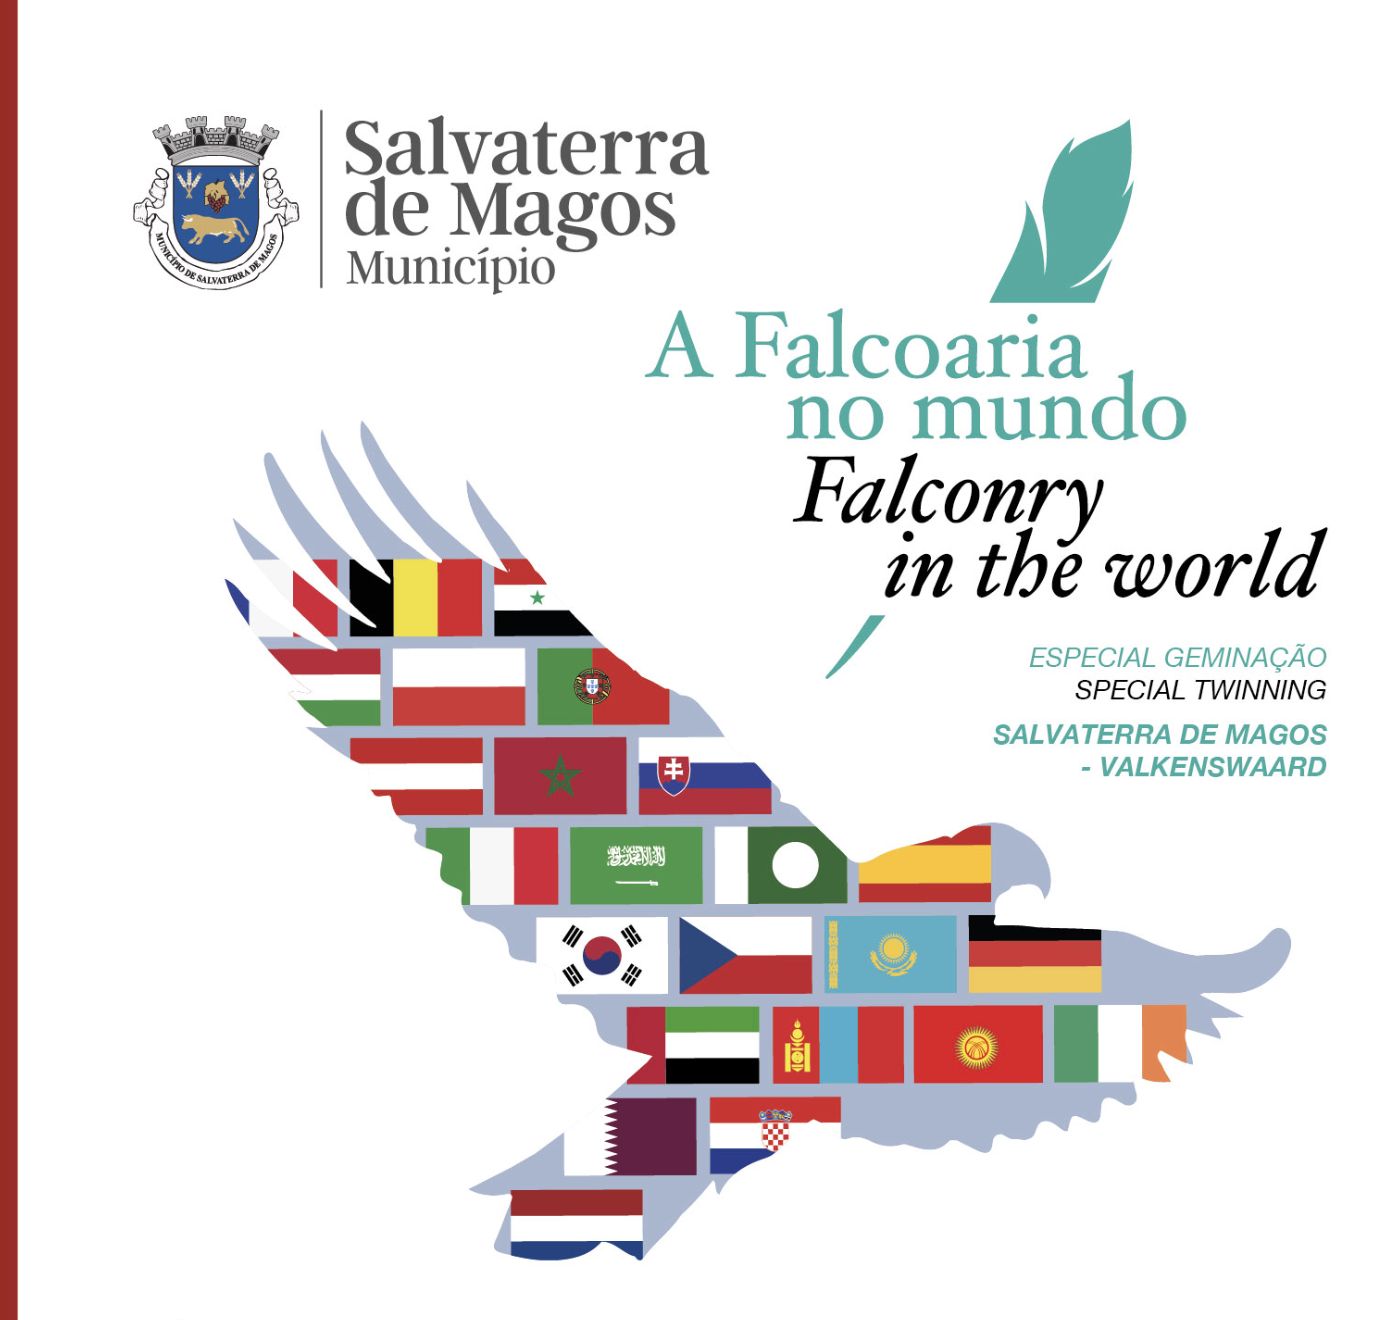 Salvaterra
de Magos
Município
MUNICÍPIO DE SALVATERRA DE MAGOS
A Falcoaria
no mundo
Falconry
in the world
ESPECIAL GEMINAÇÃO
SPECIAL TWINNING
SALVATERRA DE MAGOS
- VALKENSWAARD